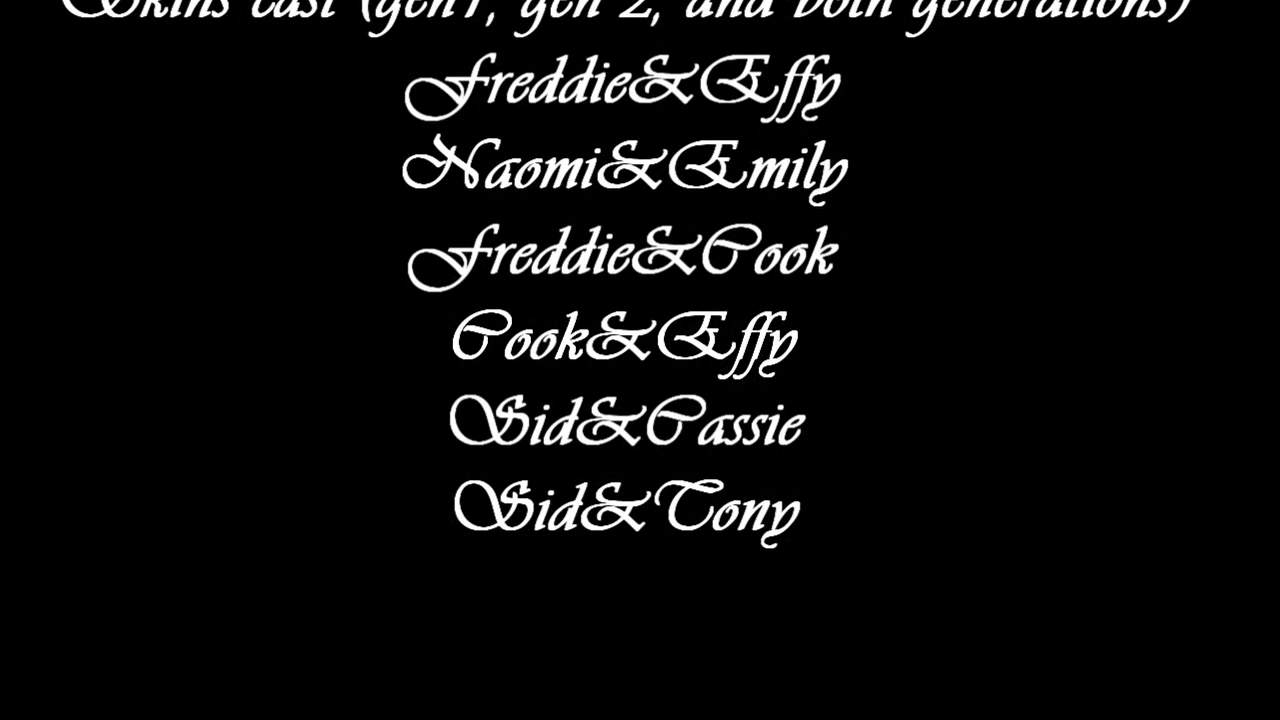 Skins cast (gen1, gen 2, and both generations)
Freddie&Effy
Naomi&Emily
Freddie&Cook
Cook&Effy
Sid&Cassie
Sid&Tony